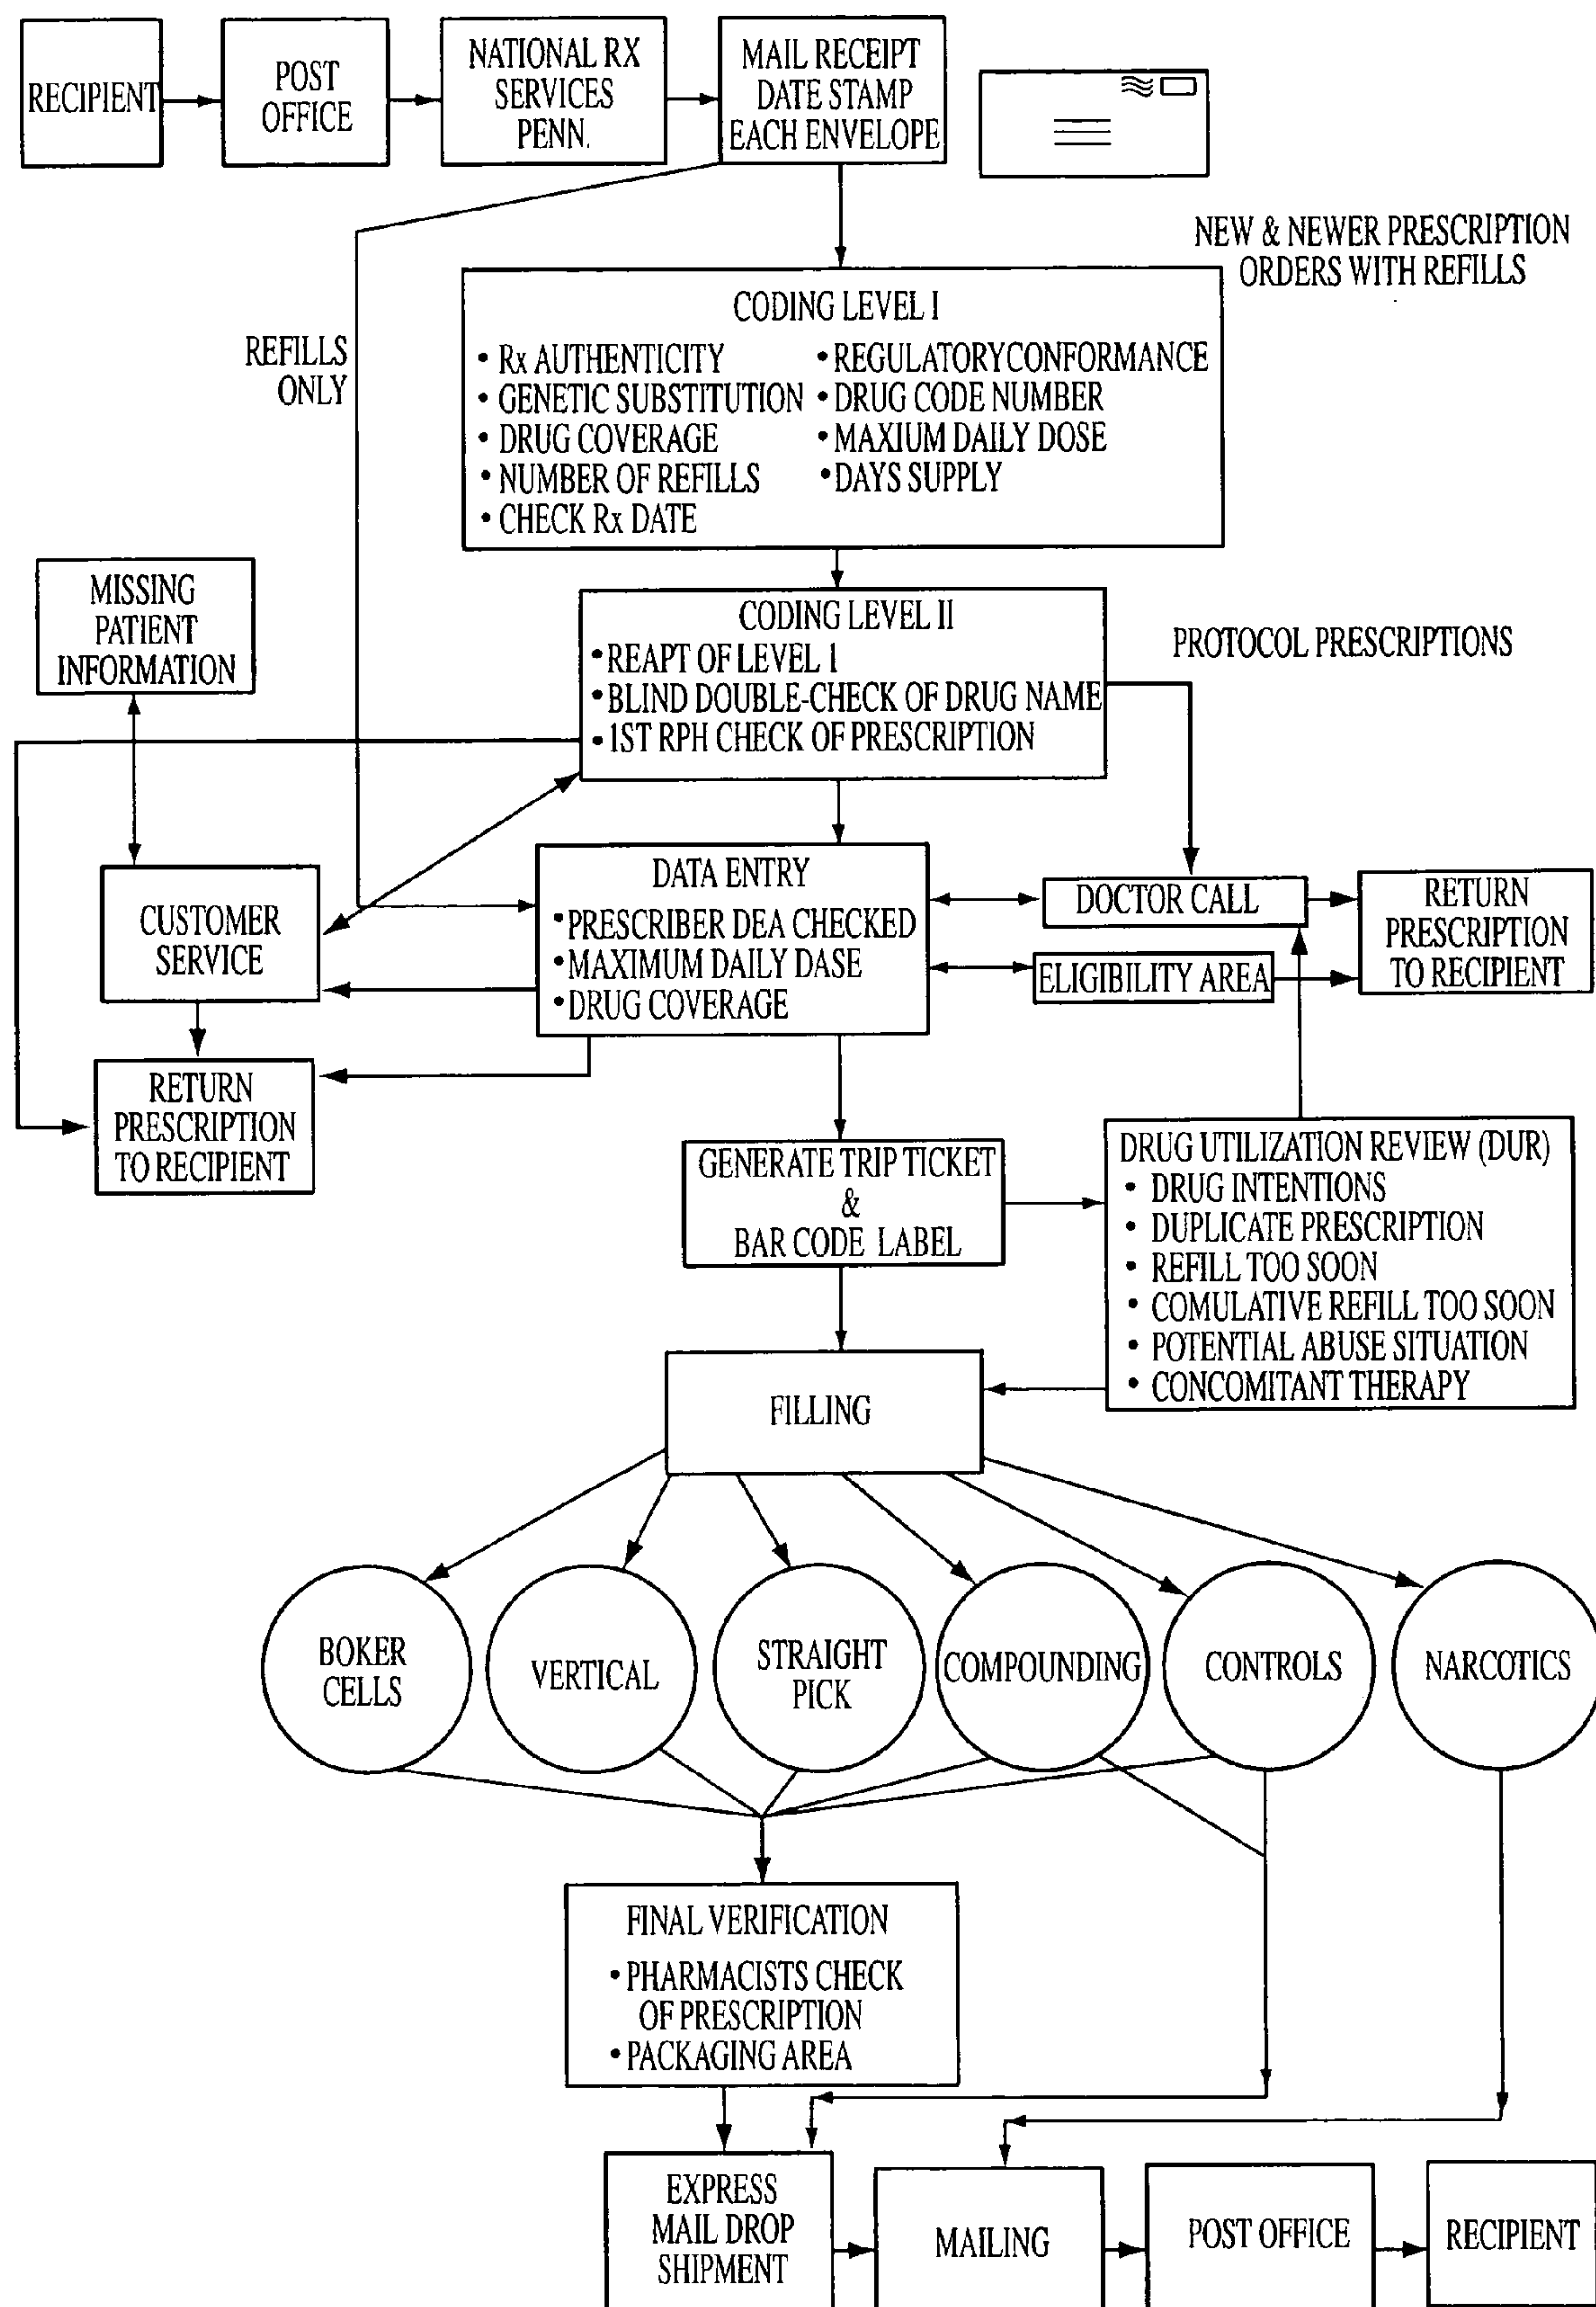 RECIPIENT
POST
OFFICE
NATIONAL RX
SERVICES
PENN.
MAIL RECEIPT
DATE STAMP
EACH ENVELOPE
NEW & NEWER PRESCRIPTION
ORDERS WITH REFILLS
REFILLS
ONLY
CODING LEVEL I
• Rx AUTHENTICITY
• GENETIC SUBSTITUTION
• DRUG COVERAGE
• NUMBER OF REFILLS
• CHECK Rx DATE
• REGULATORYCONFORMANCE
• DRUG CODE NUMBER
• MAXIUM DAILY DOSE
• DAYS SUPPLY
MISSING
PATIENT
INFORMATION
CODING LEVEL II
• REAPT OF LEVEL 1
• BLIND DOUBLE-CHECK OF DRUG NAME
• 1ST RPH CHECK OF PRESCRIPTION
PROTOCOL PRESCRIPTIONS
CUSTOMER
SERVICE
DATA ENTRY
• PRESCRIBER DEA CHECKED
• MAXIMUM DAILY DASE
• DRUG COVERAGE
DOCTOR CALL
ELIGIBILITY AREA
RETURN
PRESCRIPTION
TO RECIPIENT
RETURN
PRESCRIPTION
TO RECIPIENT
GENERATE TRIP TICKET
&
BAR CODE LABEL
DRUG UTILIZATION REVIEW (DUR)
• DRUG INTENTIONS
• DUPLICATE PRESCRIPTION
• REFILL TOO SOON
• COMULATIVE REFILL TOO SOON
• POTENTIAL ABUSE SITUATION
• CONCOMITANT THERAPY
FILLING
BOKER
CELLS
VERTICAL
STRAIGHT
PICK
COMPOUNDING
CONTROLS
NARCOTICS
FINAL VERIFICATION
• PHARMACISTS CHECK
OF PRESCRIPTION
• PACKAGING AREA
EXPRESS
MAIL DROP
SHIPMENT
MAILING
POST OFFICE
RECIPIENT